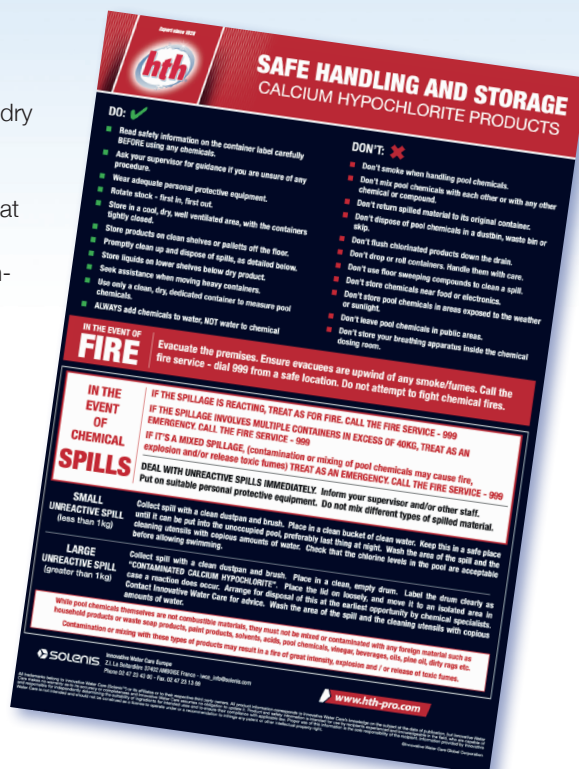 dry
at
n-
Expert since 1928
hth
SAFE HANDLING AND STORAGE
CALCIUM HYPOCHLORITE PRODUCTS
DO:
Read safety information on the container label carefully
BEFORE using any chemicals.
Ask your supervisor for guidance if you are unsure of any
procedure.
Wear adequate personal protective equipment.
Rotate stock - first in, first out.
Store in a cool, dry, well ventilated area, with the containers
tightly closed.
Store products on clean shelves or palletts off the floor.
Promptly clean up and dispose of spills, as detailed below.
Store liquids on lower shelves below dry product.
Seek assistance when moving heavy containers.
Use only a clean, dry, dedicated container to measure pool
chemicals.
ALWAYS add chemicals to water, NOT water to chemical
DON'T:
Don't smoke when handling pool chemicals.
Don't mix pool chemicals with each other or with any other
chemical or compound.
Don't return spilled material to its original container.
Don't dispose of pool chemicals in a dustbin, waste bin or
skip.
Don't flush chlorinated products down the drain.
Don't drop or roll containers. Handle them with care.
Don't use floor sweeping compounds to clean a spill.
Don't store chemicals near food or electronics.
Don't store pool chemicals in areas exposed to the weather
or sunlight.
Don't leave pool chemicals in public areas.
Don't store your breathing apparatus inside the chemical
dosing room.
IN THE EVENT OF
FIRE
Evacuate the premises. Ensure evacuees are upwind of any smoke/fumes. Call the
fire service - dial 999 from a safe location. Do not attempt to fight chemical fires.
IN THE
EVENT
OF
CHEMICAL
SPILLS
IF THE SPILLAGE IS REACTING, TREAT AS FOR FIRE. CALL THE FIRE SERVICE - 999
IF THE SPILLAGE INVOLVES MULTIPLE CONTAINERS IN EXCESS OF 40KG, TREAT AS AN
EMERGENCY. CALL THE FIRE SERVICE - 999
IF IT'S A MIXED SPILLAGE, (contamination or mixing of pool chemicals may cause fire,
explosion and/or release toxic fumes) TREAT AS AN EMERGENCY. CALL THE FIRE SERVICE - 999
DEAL WITH UNREACTIVE SPILLS IMMEDIATELY. Inform your supervisor and/or other staff.
Put on suitable personal protective equipment. Do not mix different types of spilled material.
SMALL
UNREACTIVE SPILL
(less than 1kg)
Collect spill with a clean dustpan and brush. Place in a clean bucket of clean water. Keep this in a safe place
until it can be put into the unoccupied pool, preferably last thing at night. Wash the area of the spill and the
cleaning utensils with copious amounts of water. Check that the chlorine levels in the pool are acceptable
before allowing swimming.
LARGE
UNREACTIVE SPILL
(greater than 1kg)
Collect spill with a clean dustpan and brush. Place in a clean, empty drum. Label the drum clearly as
"CONTAMINATED CALCIUM HYPOCHLORITE". Place the lid on loosely, and move it to an isolated area in
case a reaction does occur. Arrange for disposal of this at the earliest opportunity by chemical specialists.
Contact Innovative Water Care for advice. Wash the area of the spill and the cleaning utensils with copious
amounts of water.
While pool chemicals themselves are not combustible materials, they must not be mixed or contaminated with any foreign material such as
household products or waste soap products, paint products, solvents, acids, pool chemicals, vinegar, beverages, oils, pine oil, dirty rags etc.
Contamination or mixing with these types of products may result in a fire of great intensity, explosion and / or release of toxic fumes.
SOLENIS
Innovative Water Care Europe
www.hth-pro.com
©Innovative Water Care Global Corporation